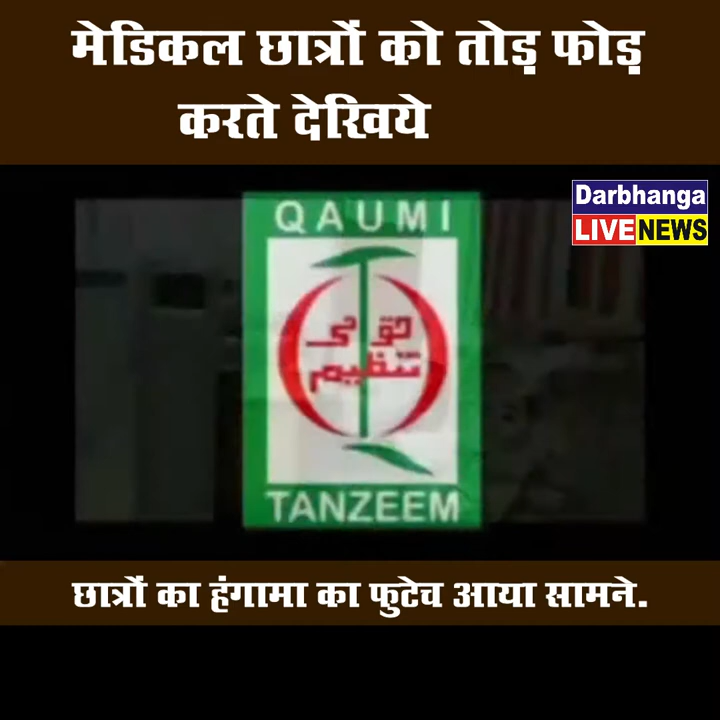 मेडिकल छात्रों को तोड़ फोड़
करते देखिये
Darbhanga
LIVE NEWS
QAUMI
قومی
تنظیم
TANZEEM
छात्रों का हंगामा का फुटेच आया सामने.